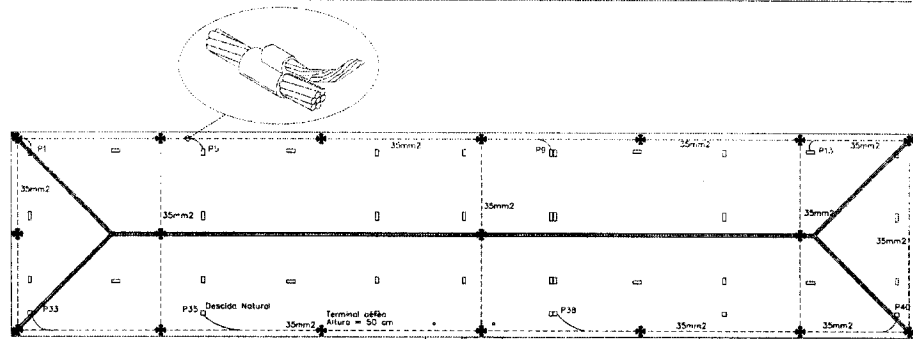 P1
P5
35mm2
P9
35mm2
P13
35mm2
35mm2
35mm2
35mm2
35mm2
35mm2
P33
P35
Descida Natural
35mm2
Terminal aéreo
Altura = 50 cm
P38
35mm2
35mm2
P40